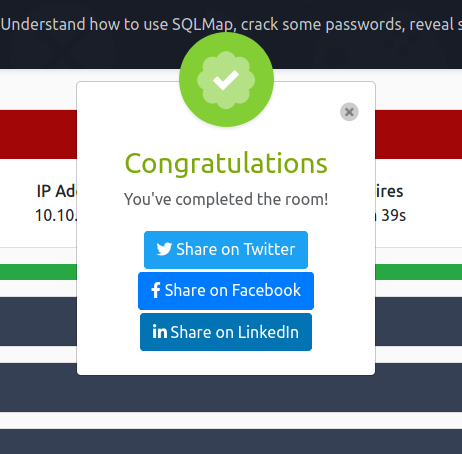 Understand how to use SQLMap, crack some passwords, reveal
Congratulations
IP
ires
You've completed the room!
10.10.
39s
Share on Twitter
Share on Facebook
in Share on LinkedIn